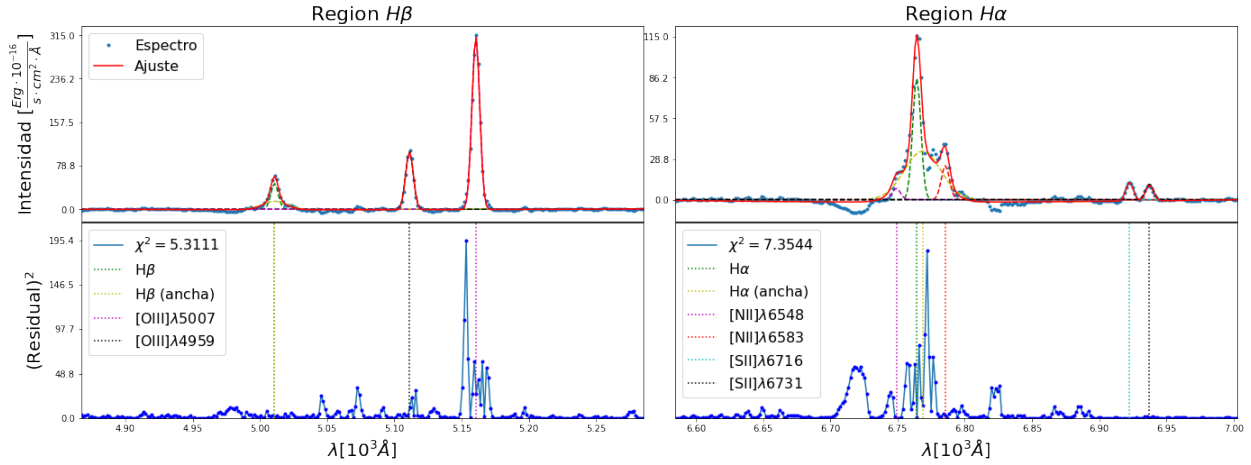 Region Hβ
Region Hα
Intensidad [Erg·10⁻¹⁶ / s·cm²·Å]
315.0
236.2
157.5
78.8
0.0
Espectro
Ajuste
115.0
86.2
57.5
28.8
0.0
(Residual)²
195.4
146.5
97.7
48.8
0.0
χ² = 5.3111
Hβ
Hβ (ancha)
[OIII]λ5007
[OIII]λ4959
χ² = 7.3544
Hα
Hα (ancha)
[NII]λ6548
[NII]λ6583
[SII]λ6716
[SII]λ6731
4.90 4.95 5.00 5.05 5.10 5.15 5.20 5.25
6.60 6.65 6.70 6.75 6.80 6.85 6.90 6.95 7.00
λ[10³Å]
λ[10³Å]